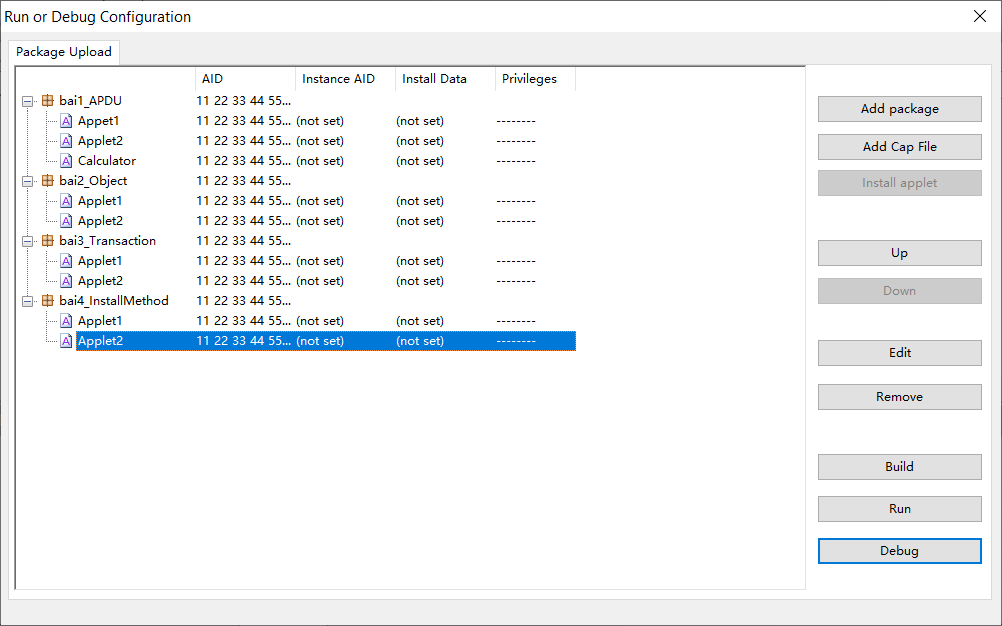 Run or Debug Configuration
Package Upload
AID Instance AID Install Data Privileges
bai1_APDU 11 22 33 44 55...
Appet1 11 22 33 44 55... (not set) (not set) --------
Applet2 11 22 33 44 55... (not set) (not set) --------
Calculator 11 22 33 44 55... (not set) (not set) --------
bai2_Object 11 22 33 44 55...
Applet1 11 22 33 44 55... (not set) (not set) --------
Applet2 11 22 33 44 55... (not set) (not set) --------
bai3_Transaction 11 22 33 44 55...
Applet1 11 22 33 44 55... (not set) (not set) --------
Applet2 11 22 33 44 55... (not set) (not set) --------
bai4_InstallMethod 11 22 33 44 55...
Applet1 11 22 33 44 55... (not set) (not set) --------
Applet2 11 22 33 44 55... (not set) (not set) --------
Add package
Add Cap File
Install applet
Up
Down
Edit
Remove
Build
Run
Debug